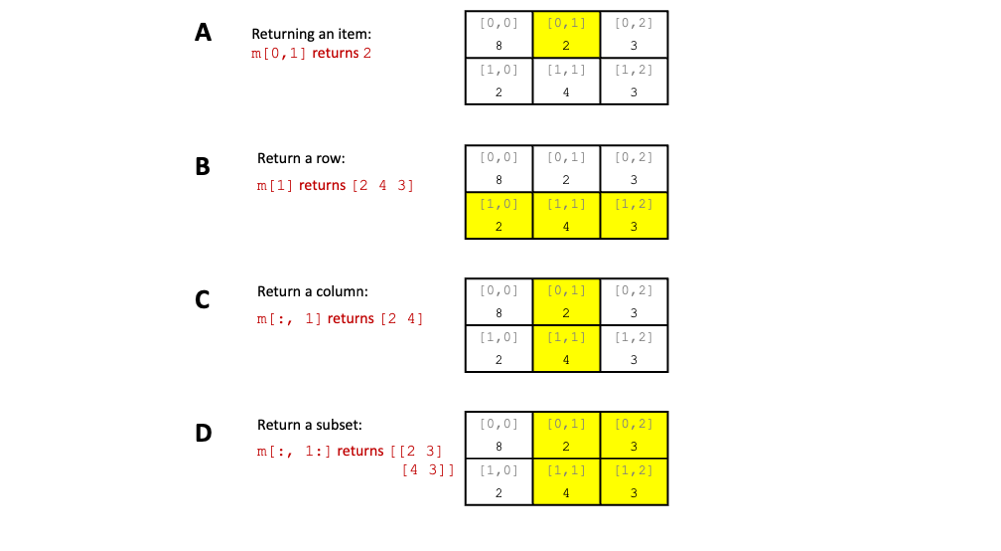 A
Returning an item:
m[0,1] returns 2
[0,0] [0,1] [0,2]
8 2 3
[1,0] [1,1] [1,2]
2 4 3
B
Return a row:
m[1] returns [2 4 3]
[0,0] [0,1] [0,2]
8 2 3
[1,0] [1,1] [1,2]
2 4 3
C
Return a column:
m[:, 1] returns [2 4]
[0,0] [0,1] [0,2]
8 2 3
[1,0] [1,1] [1,2]
2 4 3
D
Return a subset:
m[:, 1:] returns [[2 3]
[4 3]]
[0,0] [0,1] [0,2]
8 2 3
[1,0] [1,1] [1,2]
2 4 3